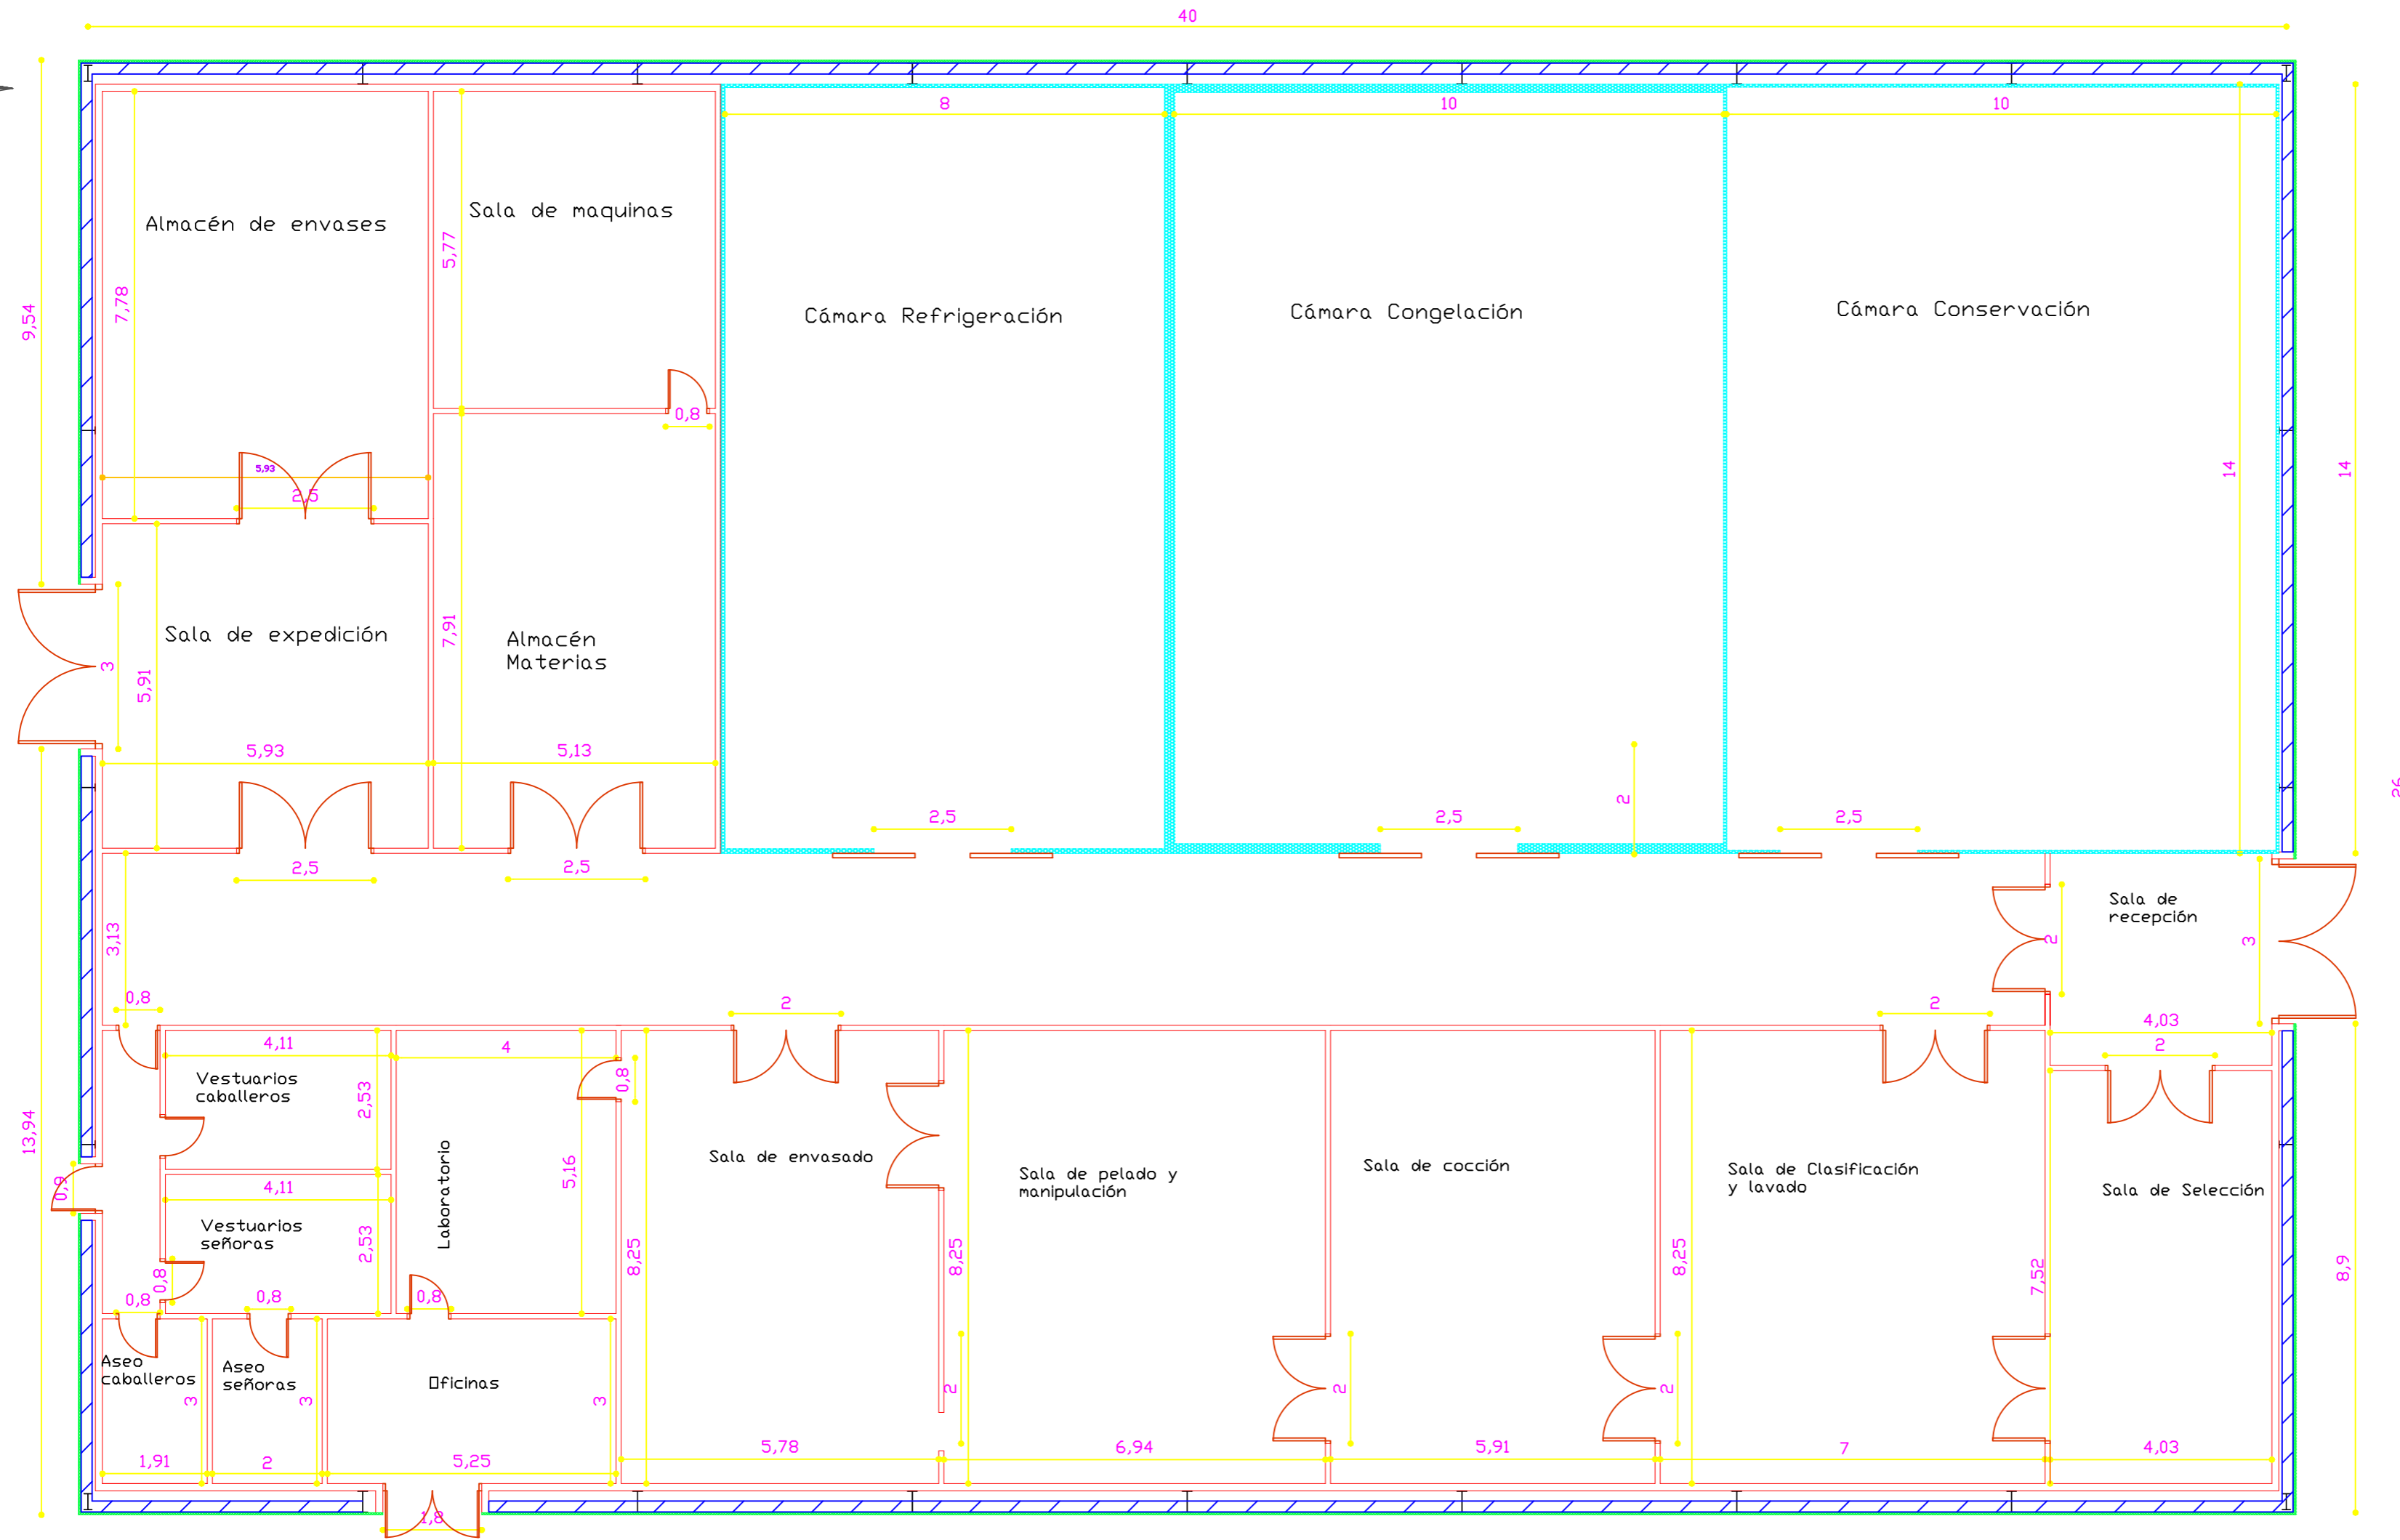 40
8
10
10
9,54
7,78
Almacén de envases
Sala de maquinas
5,77
Cámara Refrigeración
Cámara Congelación
Cámara Conservación
14
14
0,8
5,93
2,5
Sala de expedición
3
5,91
Almacén
Materias
7,91
5,93
5,13
2,5
2,5
2
2,5
26
2,5
2,5
3,13
Sala de
recepción
2
3
0,8
2
2
4,03
2
4,11
4
0,8
Vestuarios
caballeros
2,53
13,94
0,9
Laboratorio
5,16
Sala de envasado
Sala de pelado y
manipulación
Sala de cocción
Sala de Clasificación
y lavado
Sala de Selección
4,11
Vestuarios
señoras
2,53
8,25
8,25
8,25
7,52
8,9
0,8
0,8
0,8
0,8
Aseo
caballeros
3
Aseo
señoras
3
Oficinas
3
2
2
2
1,91
2
5,25
5,78
6,94
5,91
7
4,03
1,8